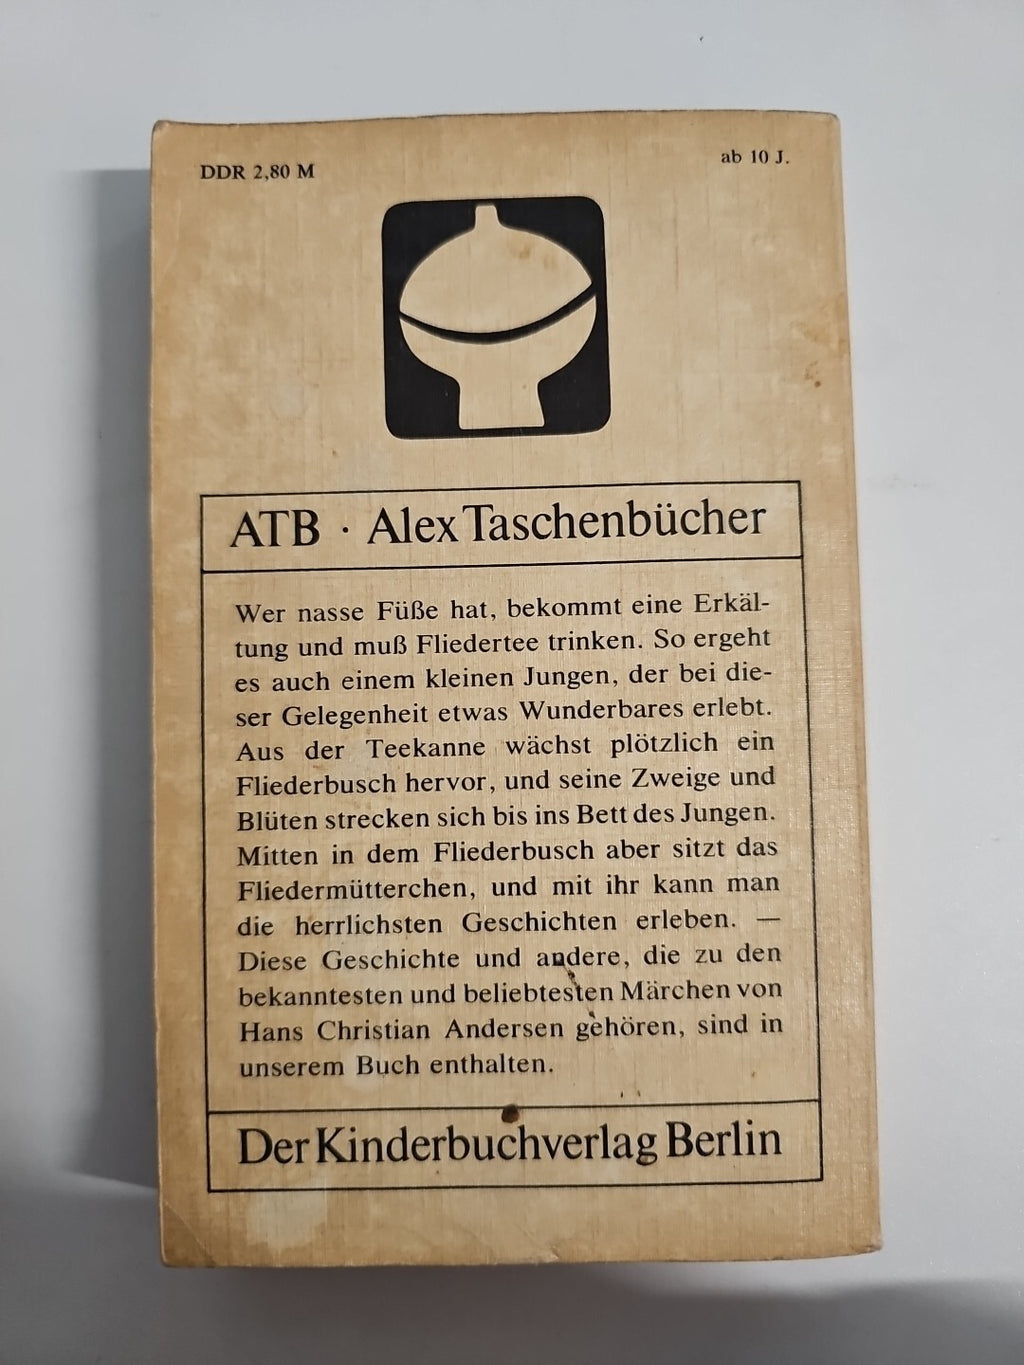 DDR 2,80 M
ab 10 J.
ATB · Alex Taschenbücher
Wer nasse Füße hat, bekommt eine Erkäl-
tung und muß Fliedertee trinken. So ergeht
es auch einem kleinen Jungen, der bei die-
ser Gelegenheit etwas Wunderbares erlebt.
Aus der Teekanne wächst plötzlich ein
Fliederbusch hervor, und seine Zweige und
Blüten strecken sich bis ins Bett des Jungen.
Mitten in dem Fliederbusch aber sitzt das
Fliedermütterchen, und mit ihr kann man
die herrlichsten Geschichten erleben. —
Diese Geschichte und andere, die zu den
bekanntesten und beliebtesten Märchen von
Hans Christian Andersen gehören, sind in
unserem Buch enthalten.
Der Kinderbuchverlag Berlin